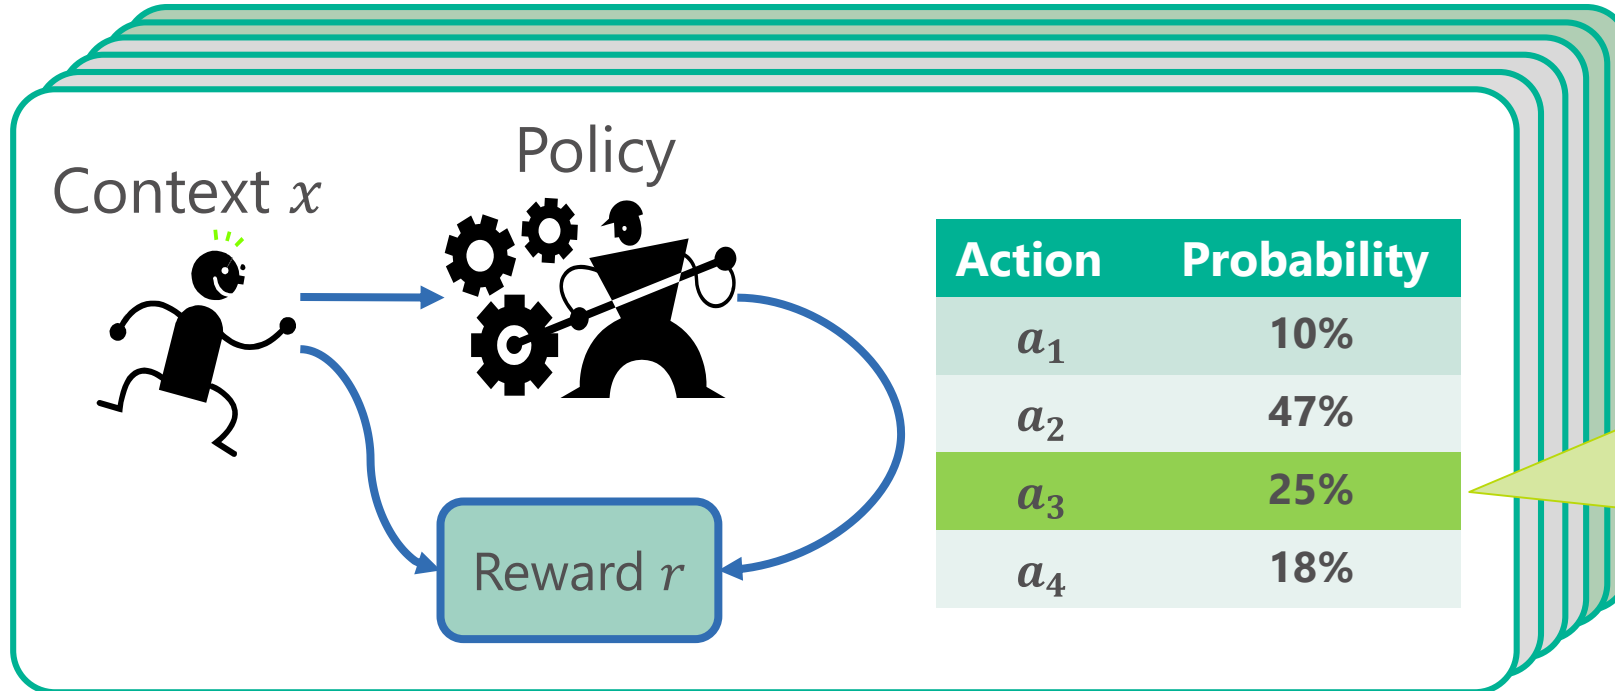 Policy
Context x
Action Probability
a₁ 10%
a₂ 47%
a₃ 25%
a₄ 18%
Reward r